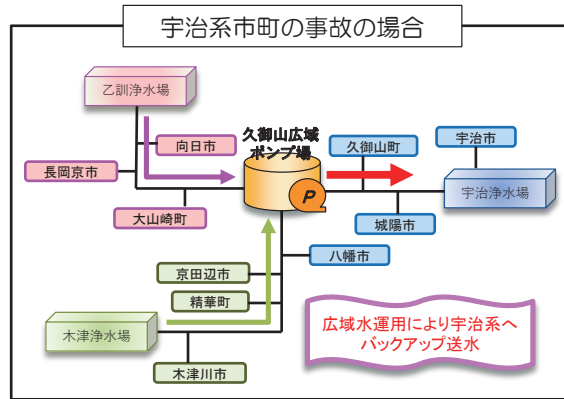 宇治系市町の事故の場合
乙訓浄水場
向日市
長岡京市
大山崎町
久御山広域
ポンプ場
P
久御山町
宇治市
宇治浄水場
城陽市
八幡市
京田辺市
精華町
木津浄水場
木津川市
広域水運用により宇治系へ
バックアップ送水